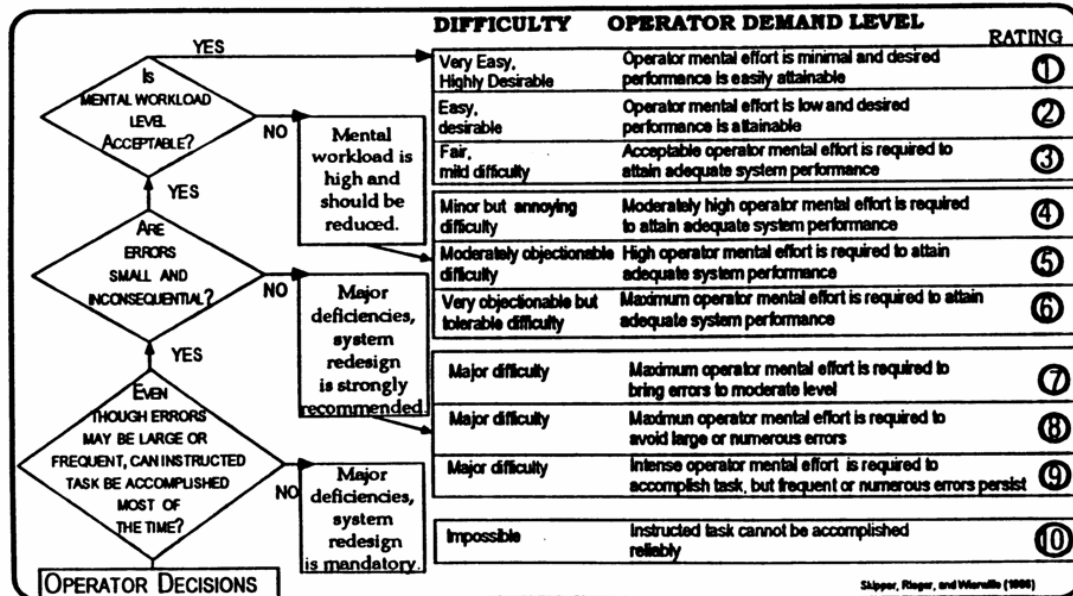 DIFFICULTY OPERATOR DEMAND LEVEL
RATING
YES
IS
MENTAL WORKLOAD
LEVEL
ACCEPTABLE?
NO
YES
Mental
workload is
high and
should be
reduced.
Very Easy,
Highly Desirable
Operator mental effort is minimal and desired
performance is easily attainable
1
Easy,
desirable
Operator mental effort is low and desired
performance is attainable
2
Fair,
mild difficulty
Acceptable operator mental effort is required to
attain adequate system performance
3
ARE
ERRORS
SMALL AND
INCONSEQUENTIAL?
NO
YES
Major
deficiencies,
system
redesign
is strongly
recommended
Minor but annoying
difficulty
Moderately high operator mental effort is required
to attain adequate system performance
4
Moderately objectionable
difficulty
High operator mental effort is required to attain
adequate system performance
5
Very objectionable but
tolerable difficulty
Maximum operator mental effort is required to attain
adequate system performance
6
EVEN
THOUGH ERRORS
MAY BE LARGE OR
FREQUENT, CAN INSTRUCTED
TASK BE ACCOMPLISHED
MOST OF
THE TIME?
NO
Major
deficiencies,
system
redesign
is mandatory.
Major difficulty
Maximum operator mental effort is required to
bring errors to moderate level
7
Major difficulty
Maximun operator mental effort is required to
avoid large or numerous errors
8
Major difficulty
Intense operator mental effort is required to
accomplish task, but frequent or numerous errors persist
9
Impossible
Instructed task cannot be accomplished
reliably
10
OPERATOR DECISIONS
Skipper, Rieger, and Wierwille (1986)